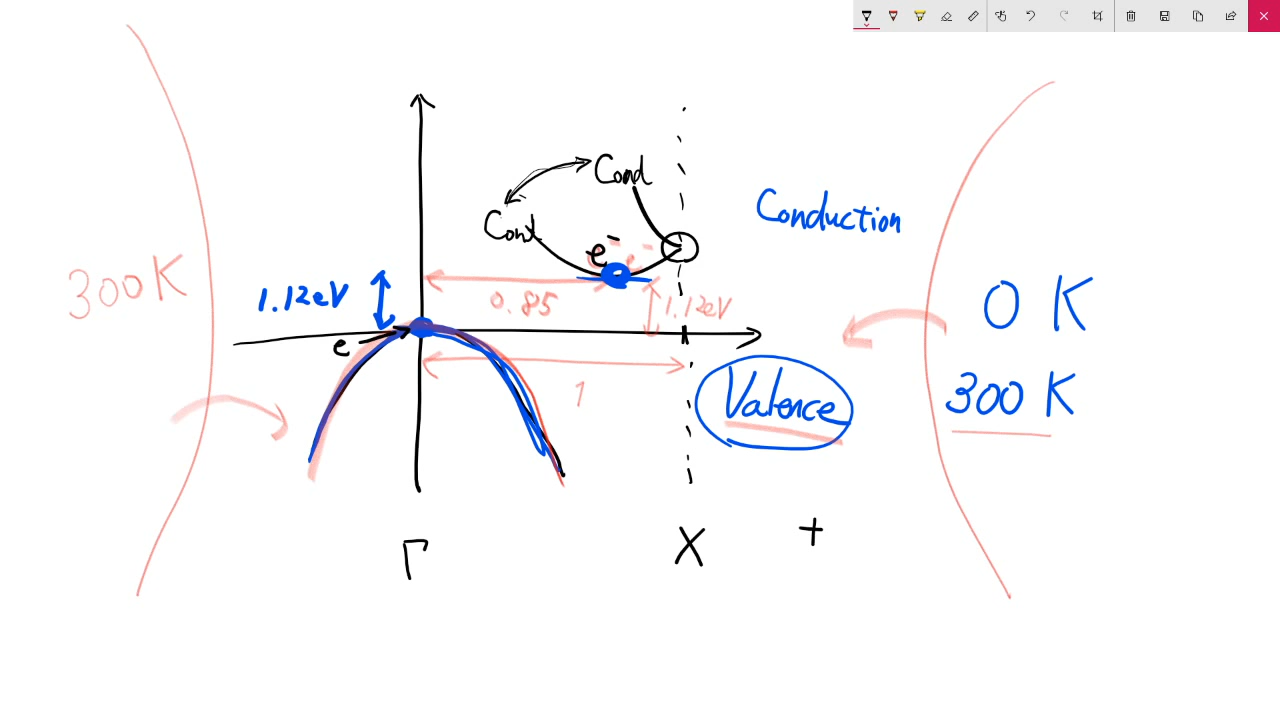 Cond
Cond
Conduction
e-
300K
1.12eV
0.85
1.12eV
0 K
e
1
Valence
300 K
Γ
X
+